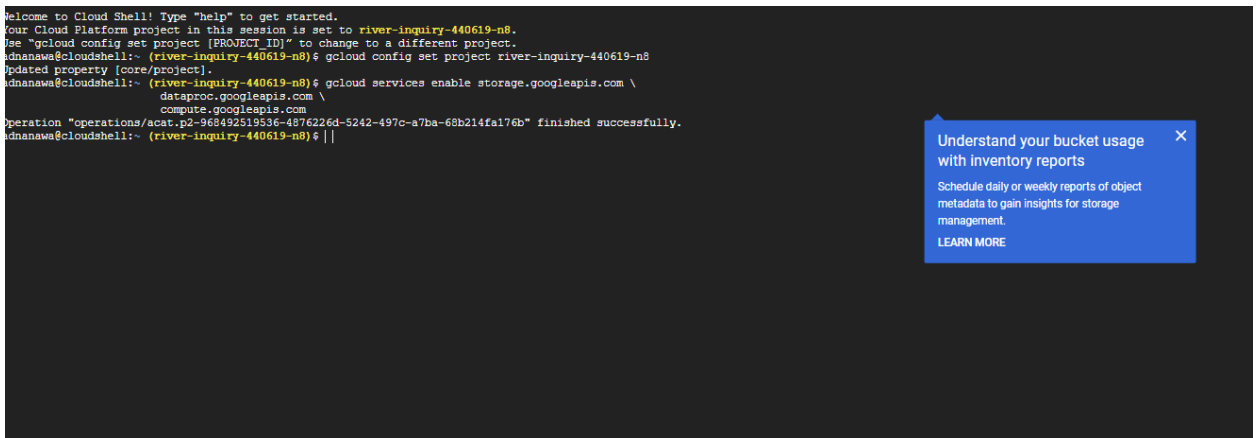 Welcome to Cloud Shell! Type "help" to get started.
Your Cloud Platform project in this session is set to river-inquiry-440619-n8.
Use "gcloud config set project [PROJECT_ID]" to change to a different project.
adnanawa@cloudshell:~ (river-inquiry-440619-n8)$ gcloud config set project river-inquiry-440619-n8
Updated property [core/project].
adnanawa@cloudshell:~ (river-inquiry-440619-n8)$ gcloud services enable storage.googleapis.com \
dataproc.googleapis.com \
compute.googleapis.com
Operation "operations/acat.p2-968492519536-4876226d-5242-497c-a7ba-68b214fa176b" finished successfully.
adnanawa@cloudshell:~ (river-inquiry-440619-n8)$
Understand your bucket usage
with inventory reports
Schedule daily or weekly reports of object
metadata to gain insights for storage
management.
LEARN MORE